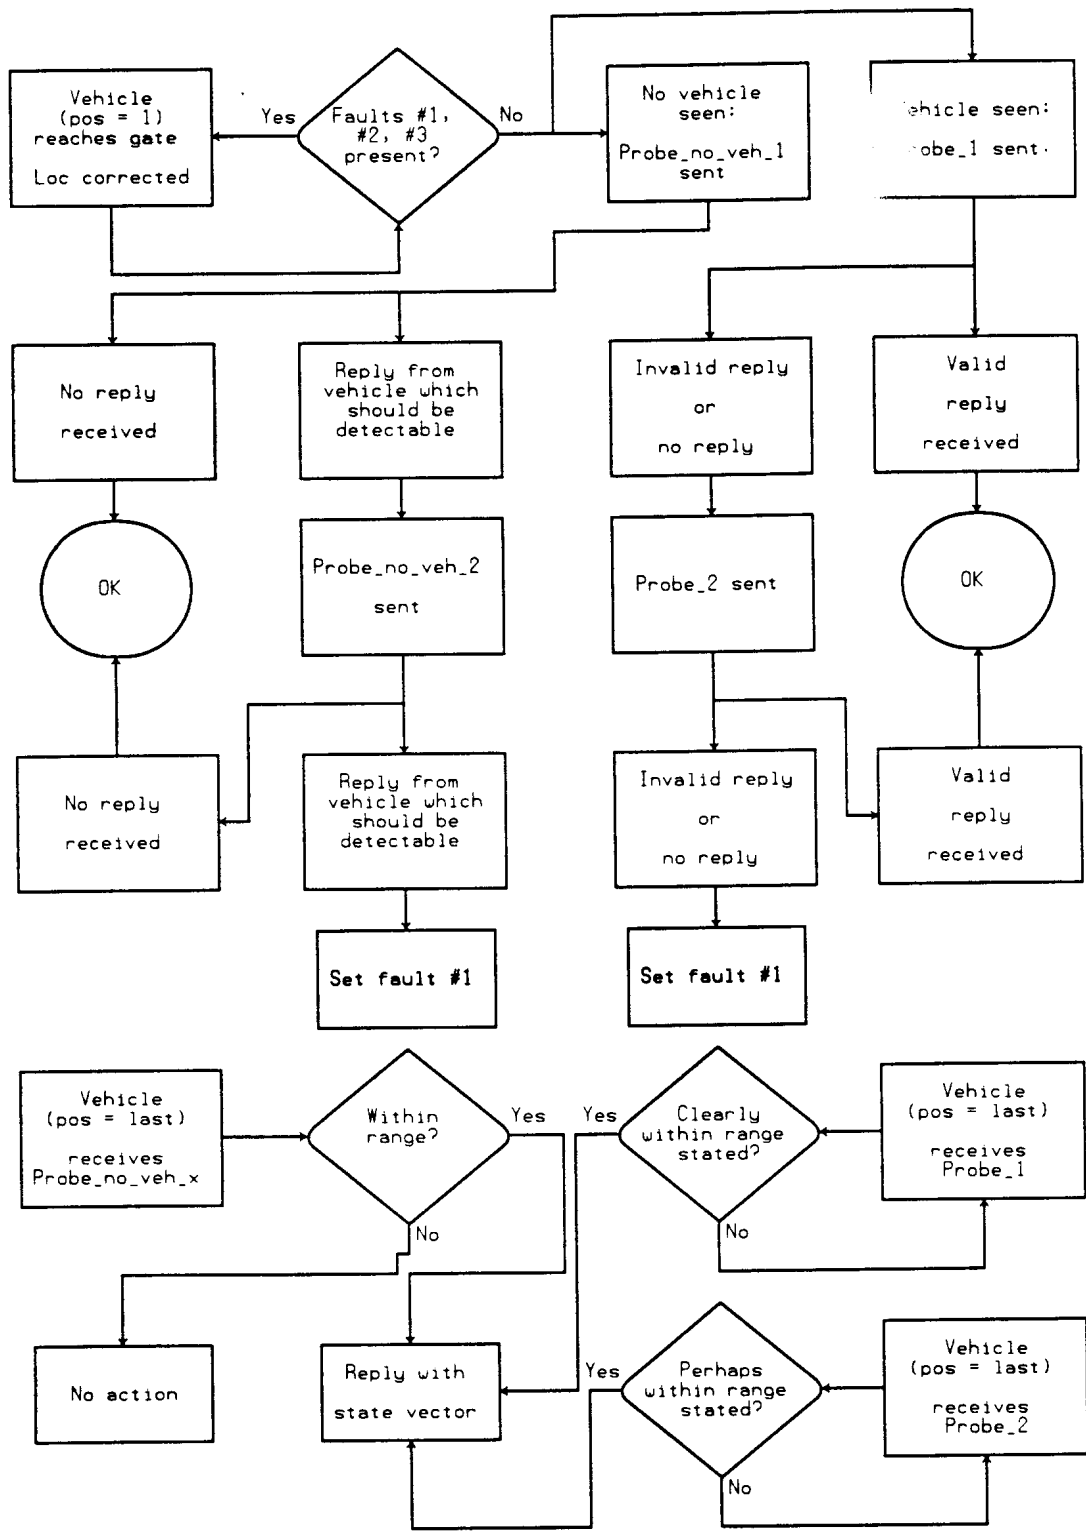 Vehicle
(pos = 1)
reaches gate
Loc corrected
Yes
Faults #1,
#2, #3
present?
No
No vehicle
seen:
Probe_no_veh_1
sent
seen:
sent.
No reply
received
Reply from
vehicle which
should be
detectable
Invalid reply
or
no reply
Valid
reply
received
OK
Probe_no_veh_2
sent
Probe_2 sent
OK
No reply
received
Reply from
vehicle which
should be
detectable
Invalid reply
or
no reply
Valid
reply
received
Set fault #1
Set fault #1
Vehicle
(pos = last)
receives
Probe_no_veh_x
Within
range?
Yes
No
Yes
Clearly
within range
stated?
No
Vehicle
(pos = last)
receives
Probe_1
No action
Reply with
state vector
Yes
Perhaps
within range
stated?
No
Vehicle
(pos = last)
receives
Probe_2